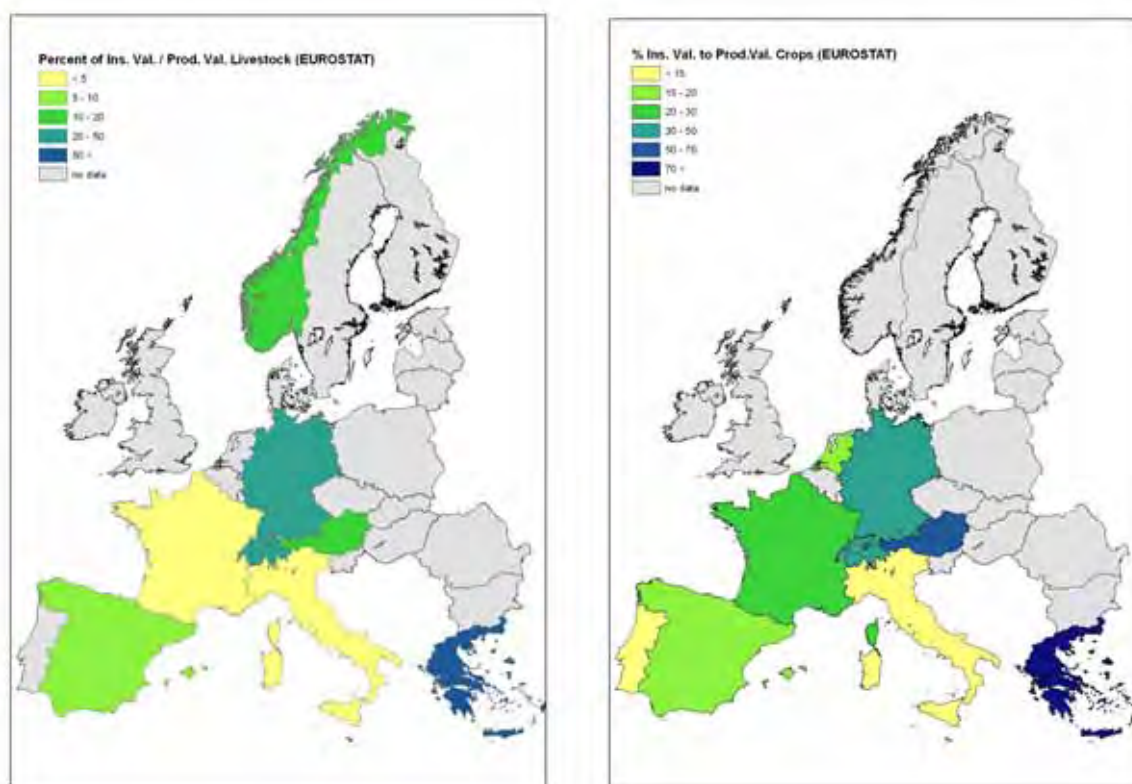 Percent of Ins. Val. / Prod. Val. Livestock (EUROSTAT)
< 5
5 - 10
10 - 20
20 - 50
50 +
no data
% Ins. Val. to Prod.Val. Crops (EUROSTAT)
< 15
15 - 20
20 - 30
30 - 50
50 - 70
70 +
no data